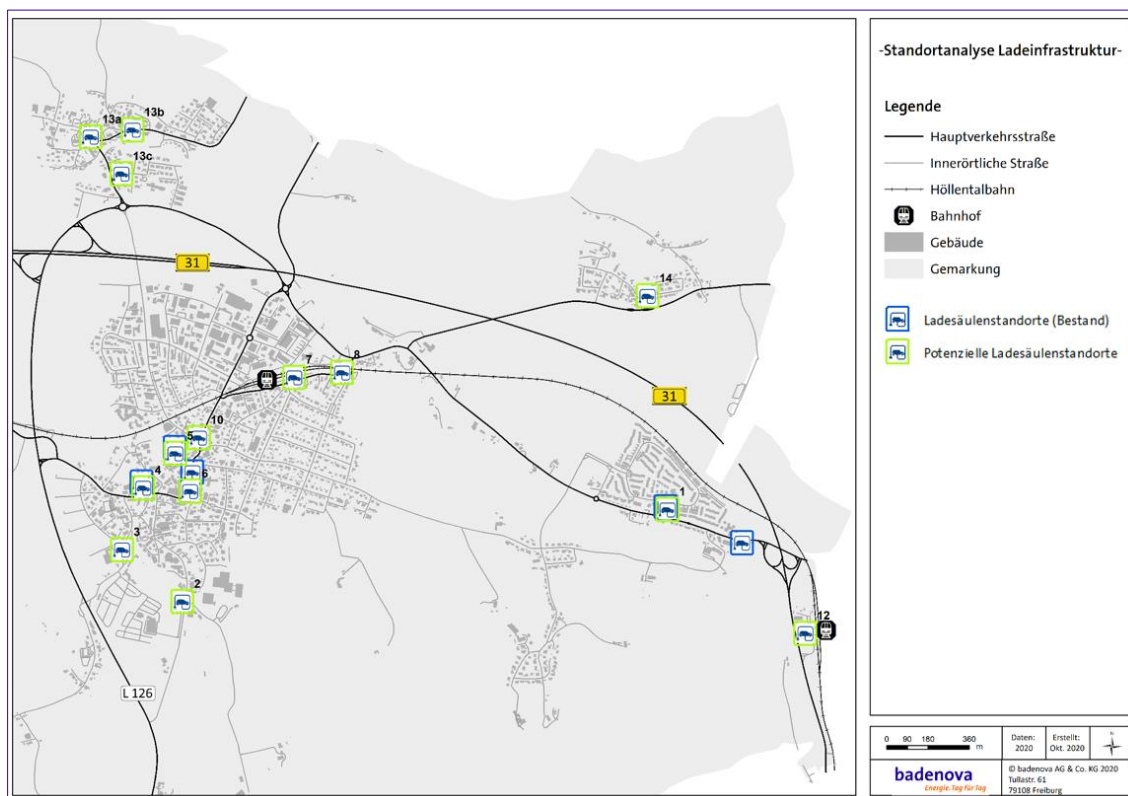 -Standortanalyse Ladeinfrastruktur-
Legende
Hauptverkehrsstraße
Innerörtliche Straße
Höllentalbahn
Bahnhof
Gebäude
Gemarkung
Ladesäulenstandorte (Bestand)
Potenzielle Ladesäulenstandorte
13a
13b
13c
31
14
31
7
8
10
5
4
6
1
3
2
12
L 126
0 90 180 360
m
Daten:
2020
Erstellt:
Okt. 2020
badenova
Energie. Tag für Tag
© badenova AG & Co. KG 2020
Tullastr. 61
79108 Freiburg